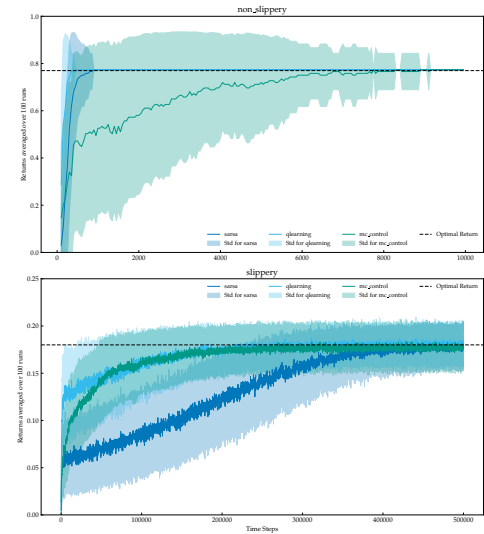 non_slippery
Returns averaged over 100 runs
1.0
0.8
0.6
0.4
0.2
0.0
sarsa
qlearning
mc_control
Optimal Return
Std for sarsa
Std for qlearning
Std for mc_control
0
2000
4000
6000
8000
10000
slippery
Returns averaged over 100 runs
0.25
0.20
0.15
0.10
0.05
0.00
sarsa
qlearning
mc_control
Optimal Return
Std for sarsa
Std for qlearning
Std for mc_control
0
100000
200000
300000
400000
500000
Time Steps